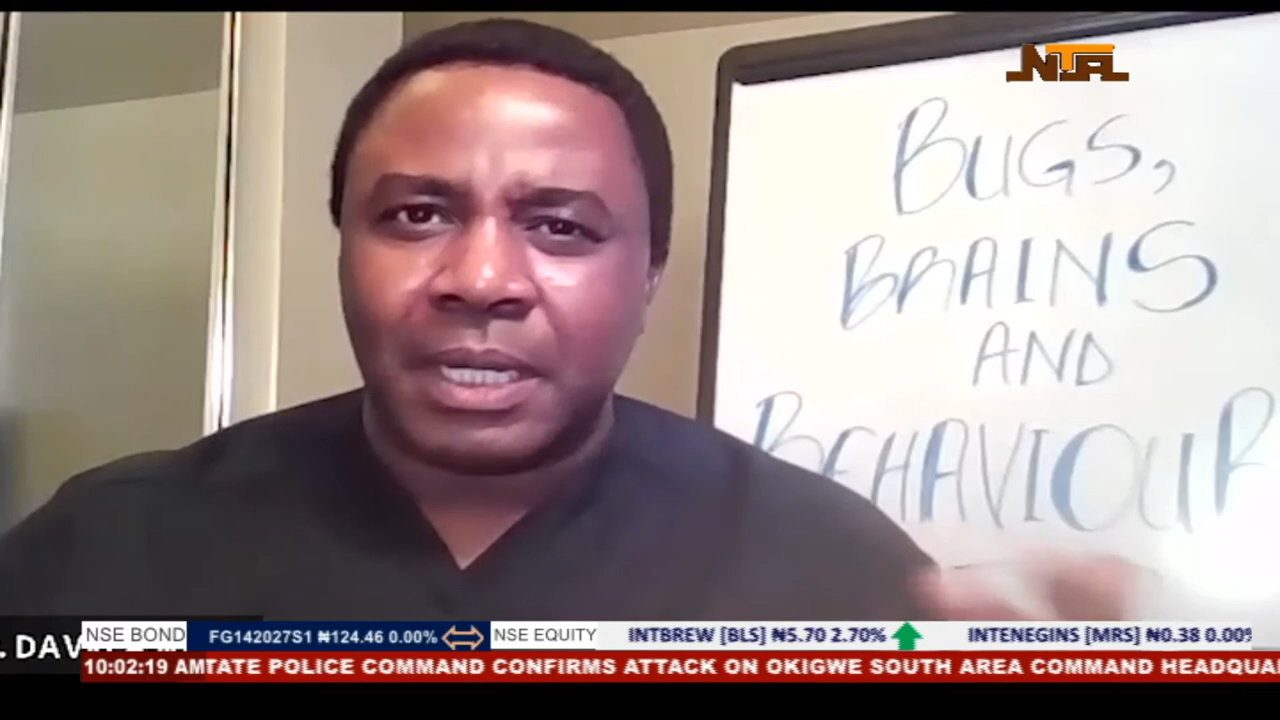 NTA
BUGS,
BRAINS
AND
BEHAVIOUR
. DAV
NSE BOND FG142027S1 ₦124.46 0.00% NSE EQUITY INTBREW [BLS] ₦5.70 2.70% INTENEGINS [MRS] ₦0.38 0.00%
10:02:19 AM TATE POLICE COMMAND CONFIRMS ATTACK ON OKIGWE SOUTH AREA COMMAND HEADQUA